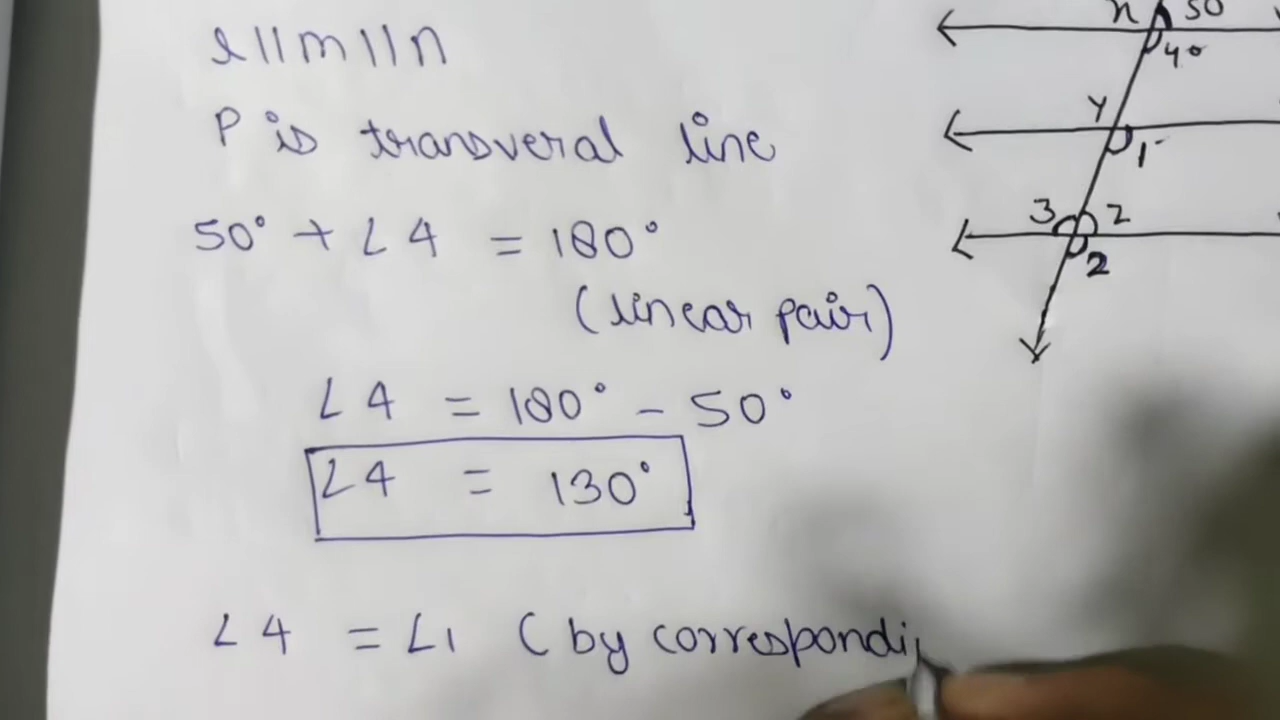 l||m||n
P is transveral line
50° + ∠4 = 180°
(linear pair)
∠4 = 180° - 50°
∠4 = 130°
∠4 = ∠1 (by correspondi
x 50
4
Y
1
3 2
2